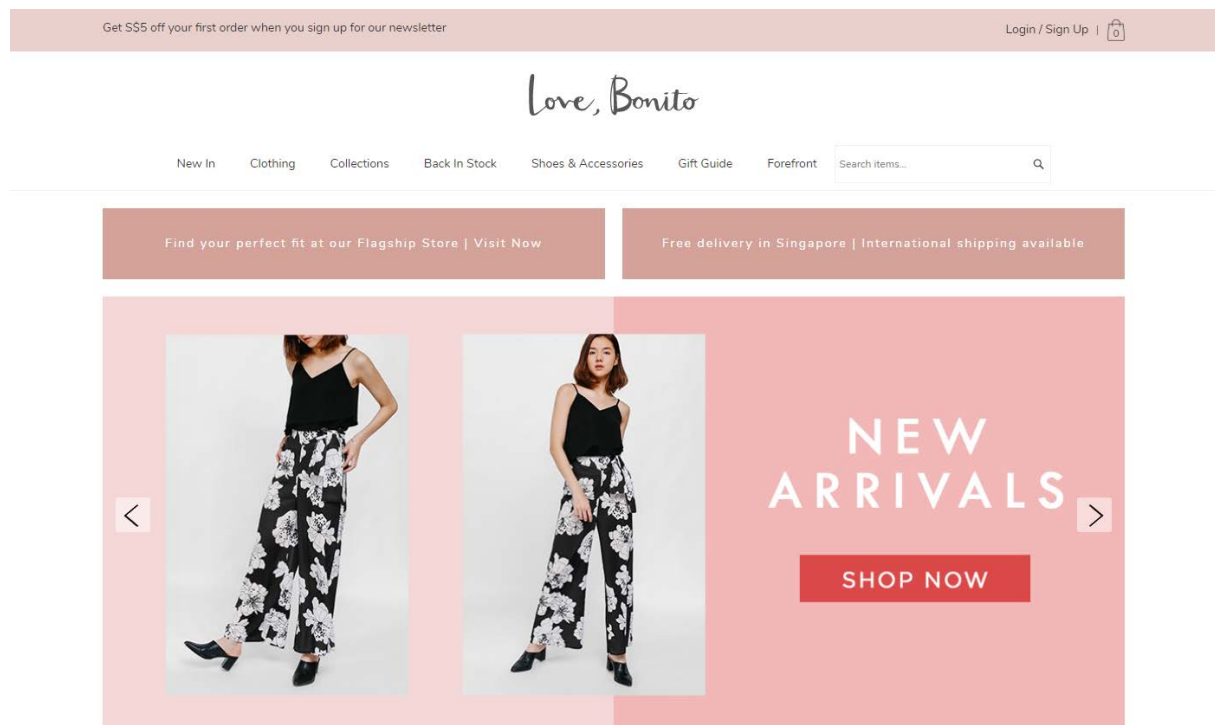 Get S$5 off your first order when you sign up for our newsletter
Login / Sign Up | 0
Love, Bonito
New In Clothing Collections Back In Stock Shoes & Accessories Gift Guide Forefront Search items...
Find your perfect fit at our Flagship Store | Visit Now
Free delivery in Singapore | International shipping available
NEW
ARRIVALS
SHOP NOW